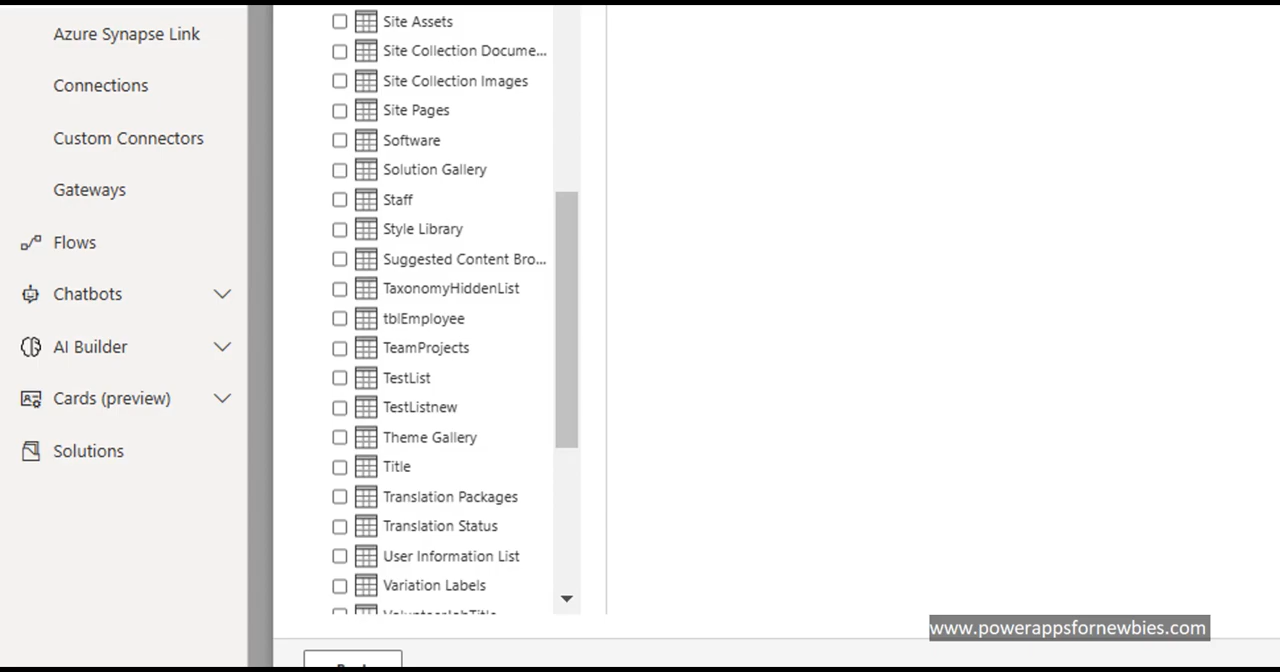 Azure Synapse Link
Connections
Custom Connectors
Gateways
Flows
Chatbots
AI Builder
Cards (preview)
Solutions
Site Assets
Site Collection Docume...
Site Collection Images
Site Pages
Software
Solution Gallery
Staff
Style Library
Suggested Content Bro...
TaxonomyHiddenList
tblEmployee
TeamProjects
TestList
TestListnew
Theme Gallery
Title
Translation Packages
Translation Status
User Information List
Variation Labels
www.powerappsfornewbies.com